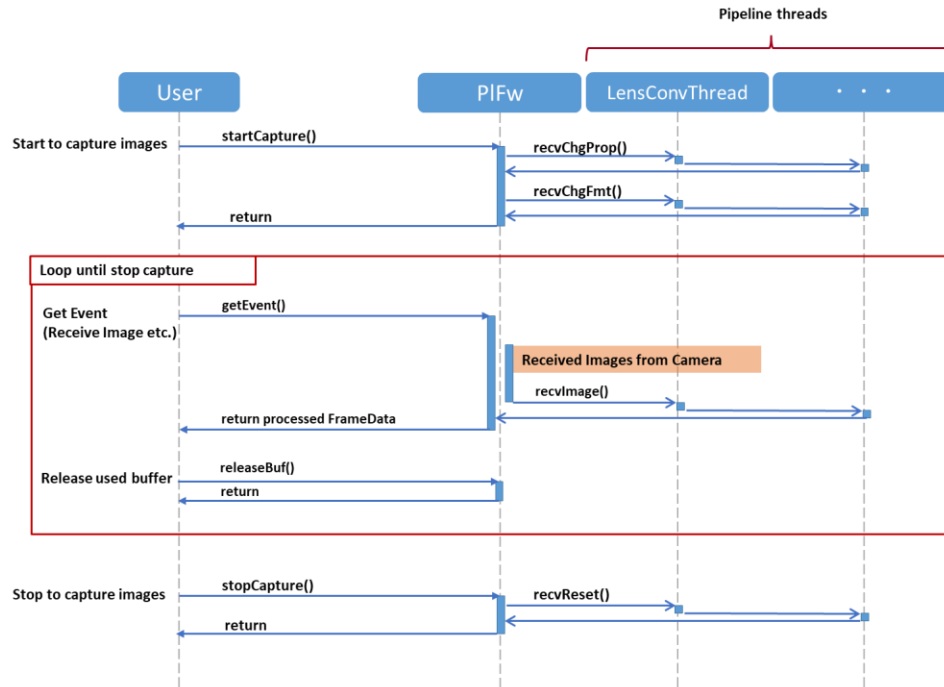 Pipeline threads
User
PlFw
LensConvThread
・・・
Start to capture images
startCapture()
recvChgProp()
recvChgFmt()
return
Loop until stop capture
Get Event
(Receive Image etc.)
getEvent()
Received Images from Camera
recvImage()
return processed FrameData
Release used buffer
releaseBuf()
return
Stop to capture images
stopCapture()
recvReset()
return